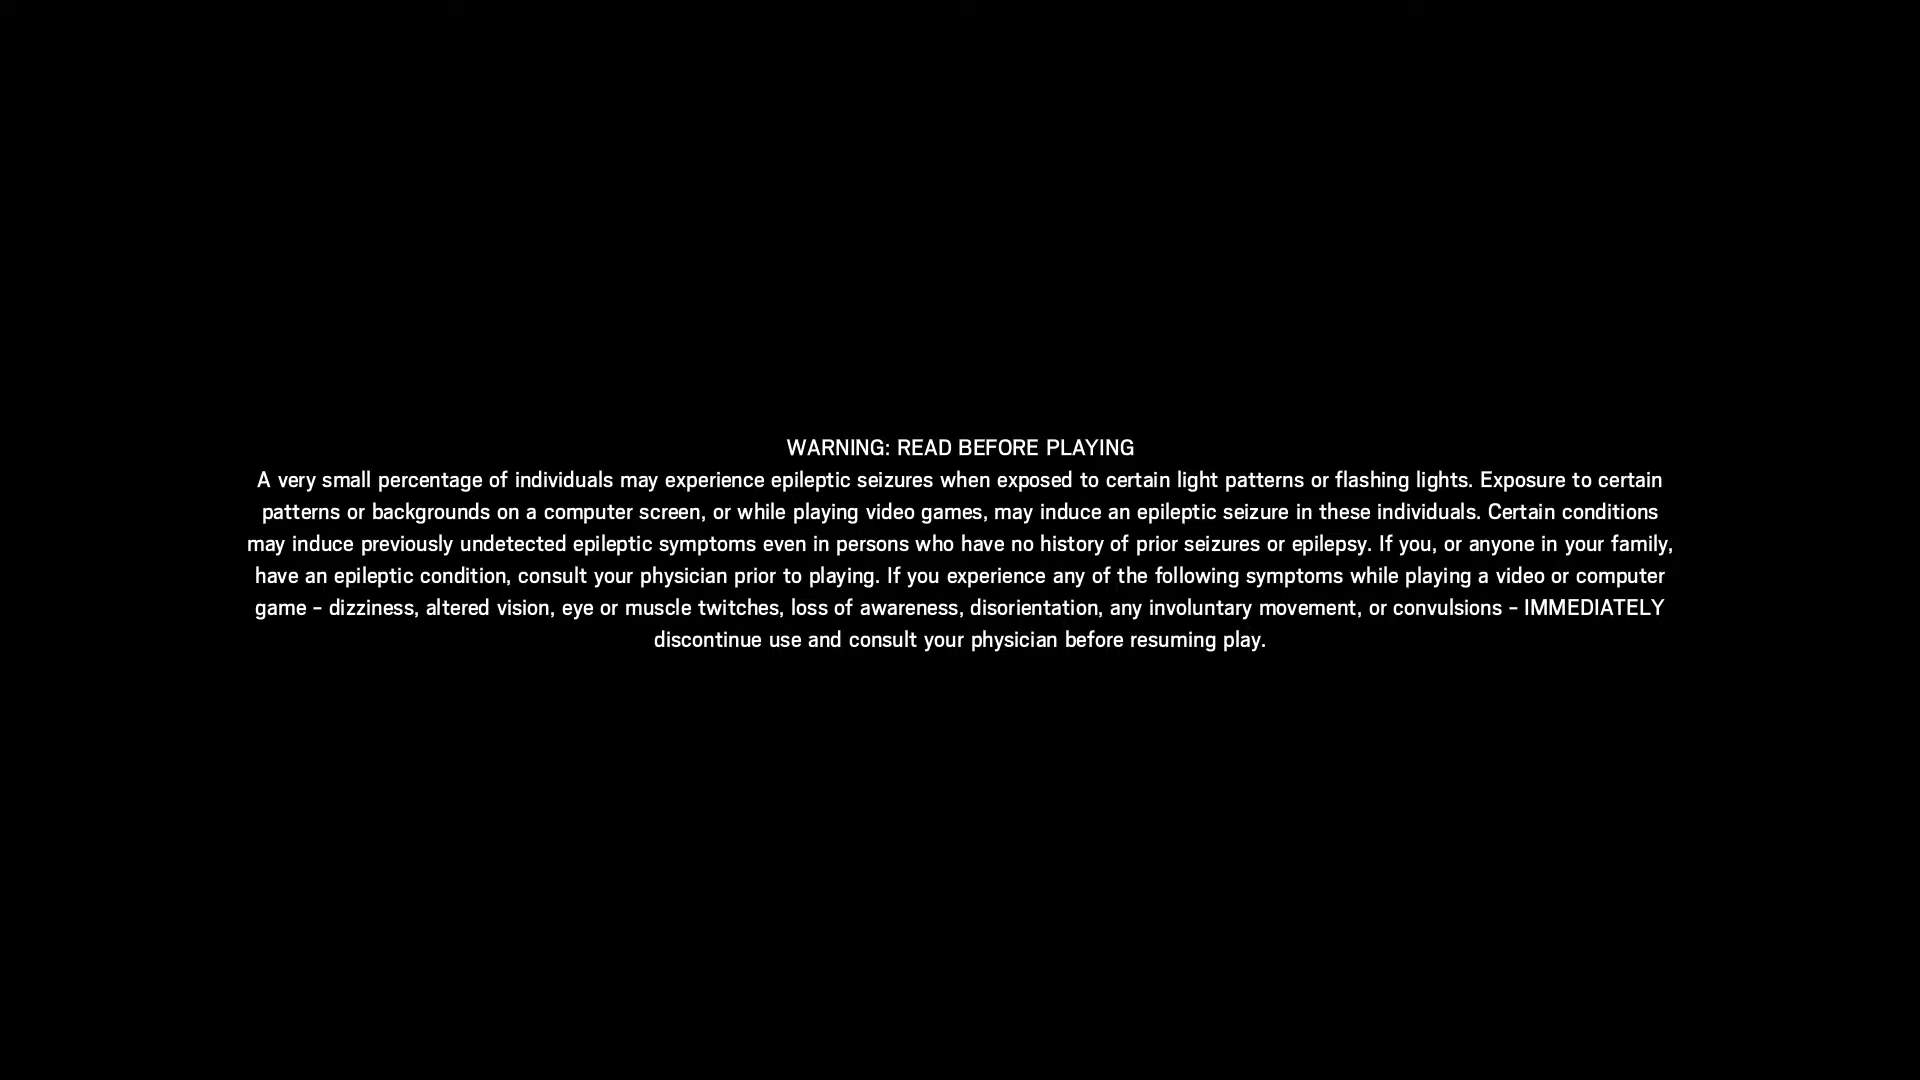 WARNING: READ BEFORE PLAYING
A very small percentage of individuals may experience epileptic seizures when exposed to certain light patterns or flashing lights. Exposure to certain
patterns or backgrounds on a computer screen, or while playing video games, may induce an epileptic seizure in these individuals. Certain conditions
may induce previously undetected epileptic symptoms even in persons who have no history of prior seizures or epilepsy. If you, or anyone in your family,
have an epileptic condition, consult your physician prior to playing. If you experience any of the following symptoms while playing a video or computer
game – dizziness, altered vision, eye or muscle twitches, loss of awareness, disorientation, any involuntary movement, or convulsions – IMMEDIATELY
discontinue use and consult your physician before resuming play.